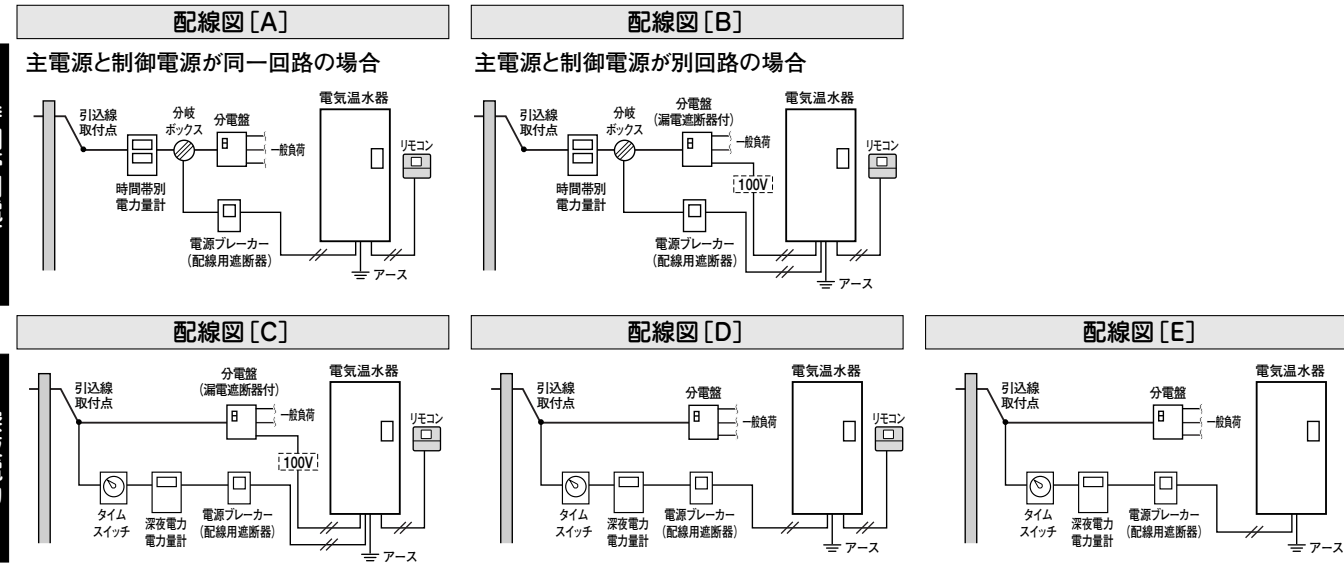 配線図[A]
主電源と制御電源が同一回路の場合
引込線
取付点
時間帯別
電力量計
分岐
ボックス
分電盤
一般負荷
電源ブレーカー
(配線用遮断器)
電気温水器
リモコン
アース
配線図[B]
主電源と制御電源が別回路の場合
引込線
取付点
時間帯別
電力量計
分岐
ボックス
分電盤
(漏電遮断器付)
一般負荷
100V
電源ブレーカー
(配線用遮断器)
電気温水器
リモコン
アース
配線図[C]
引込線
取付点
分電盤
(漏電遮断器付)
一般負荷
100V
タイム
スイッチ
深夜電力
電力量計
電源ブレーカー
(配線用遮断器)
電気温水器
リモコン
アース
配線図[D]
引込線
取付点
分電盤
一般負荷
タイム
スイッチ
深夜電力
電力量計
電源ブレーカー
(配線用遮断器)
電気温水器
リモコン
アース
配線図[E]
引込線
取付点
分電盤
一般負荷
タイム
スイッチ
深夜電力
電力量計
電源ブレーカー
(配線用遮断器)
電気温水器
アース